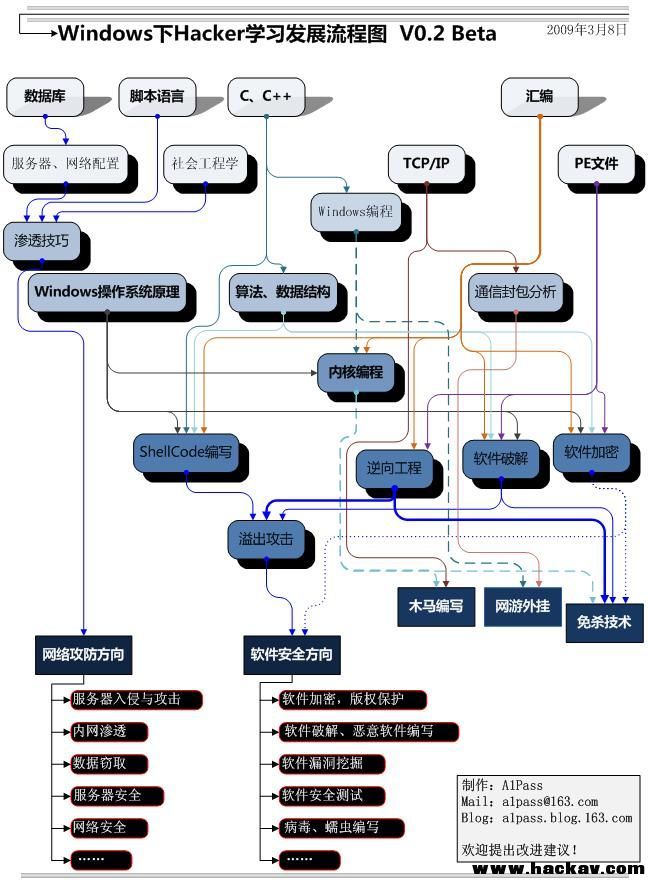 Windows下Hacker学习发展流程图 V0.2 Beta
2009年3月8日
数据库
脚本语言
C、C++
汇编
服务器、网络配置
社会工程学
TCP/IP
PE文件
Windows编程
渗透技巧
Windows操作系统原理
算法、数据结构
通信封包分析
内核编程
ShellCode编写
逆向工程
软件破解
软件加密
溢出攻击
木马编写
网游外挂
免杀技术
网络攻防方向
软件安全方向
服务器入侵与攻击
内网渗透
数据窃取
服务器安全
网络安全
……
软件加密，版权保护
软件破解、恶意软件编写
软件漏洞挖掘
软件安全测试
病毒、蠕虫编写
……
制作：A1Pass
Mail：a1pass@163.com
Blog：a1pass.blog.163.com
欢迎提出改进建议！
www.hackav.com